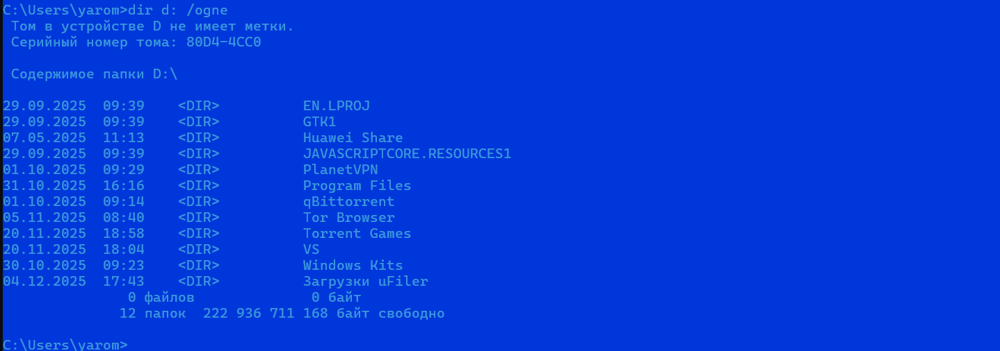 C:\Users\yarom>dir d: /ogne
Том в устройстве D не имеет метки.
Серийный номер тома: 80D4-4CC0
Содержимое папки D:\
29.09.2025  09:39    <DIR>          EN.LPROJ
29.09.2025  09:39    <DIR>          GTK1
07.05.2025  11:13    <DIR>          Huawei Share
29.09.2025  09:39    <DIR>          JAVASCRIPTCORE.RESOURCES1
01.10.2025  09:29    <DIR>          PlanetVPN
31.10.2025  16:16    <DIR>          Program Files
01.10.2025  09:14    <DIR>          qBittorrent
05.11.2025  08:40    <DIR>          Tor Browser
20.11.2025  18:58    <DIR>          Torrent Games
20.11.2025  18:04    <DIR>          VS
30.10.2025  09:23    <DIR>          Windows Kits
04.12.2025  17:43    <DIR>          Загрузки uFiler
0 файлов              0 байт
12 папок  222 936 711 168 байт свободно
C:\Users\yarom>